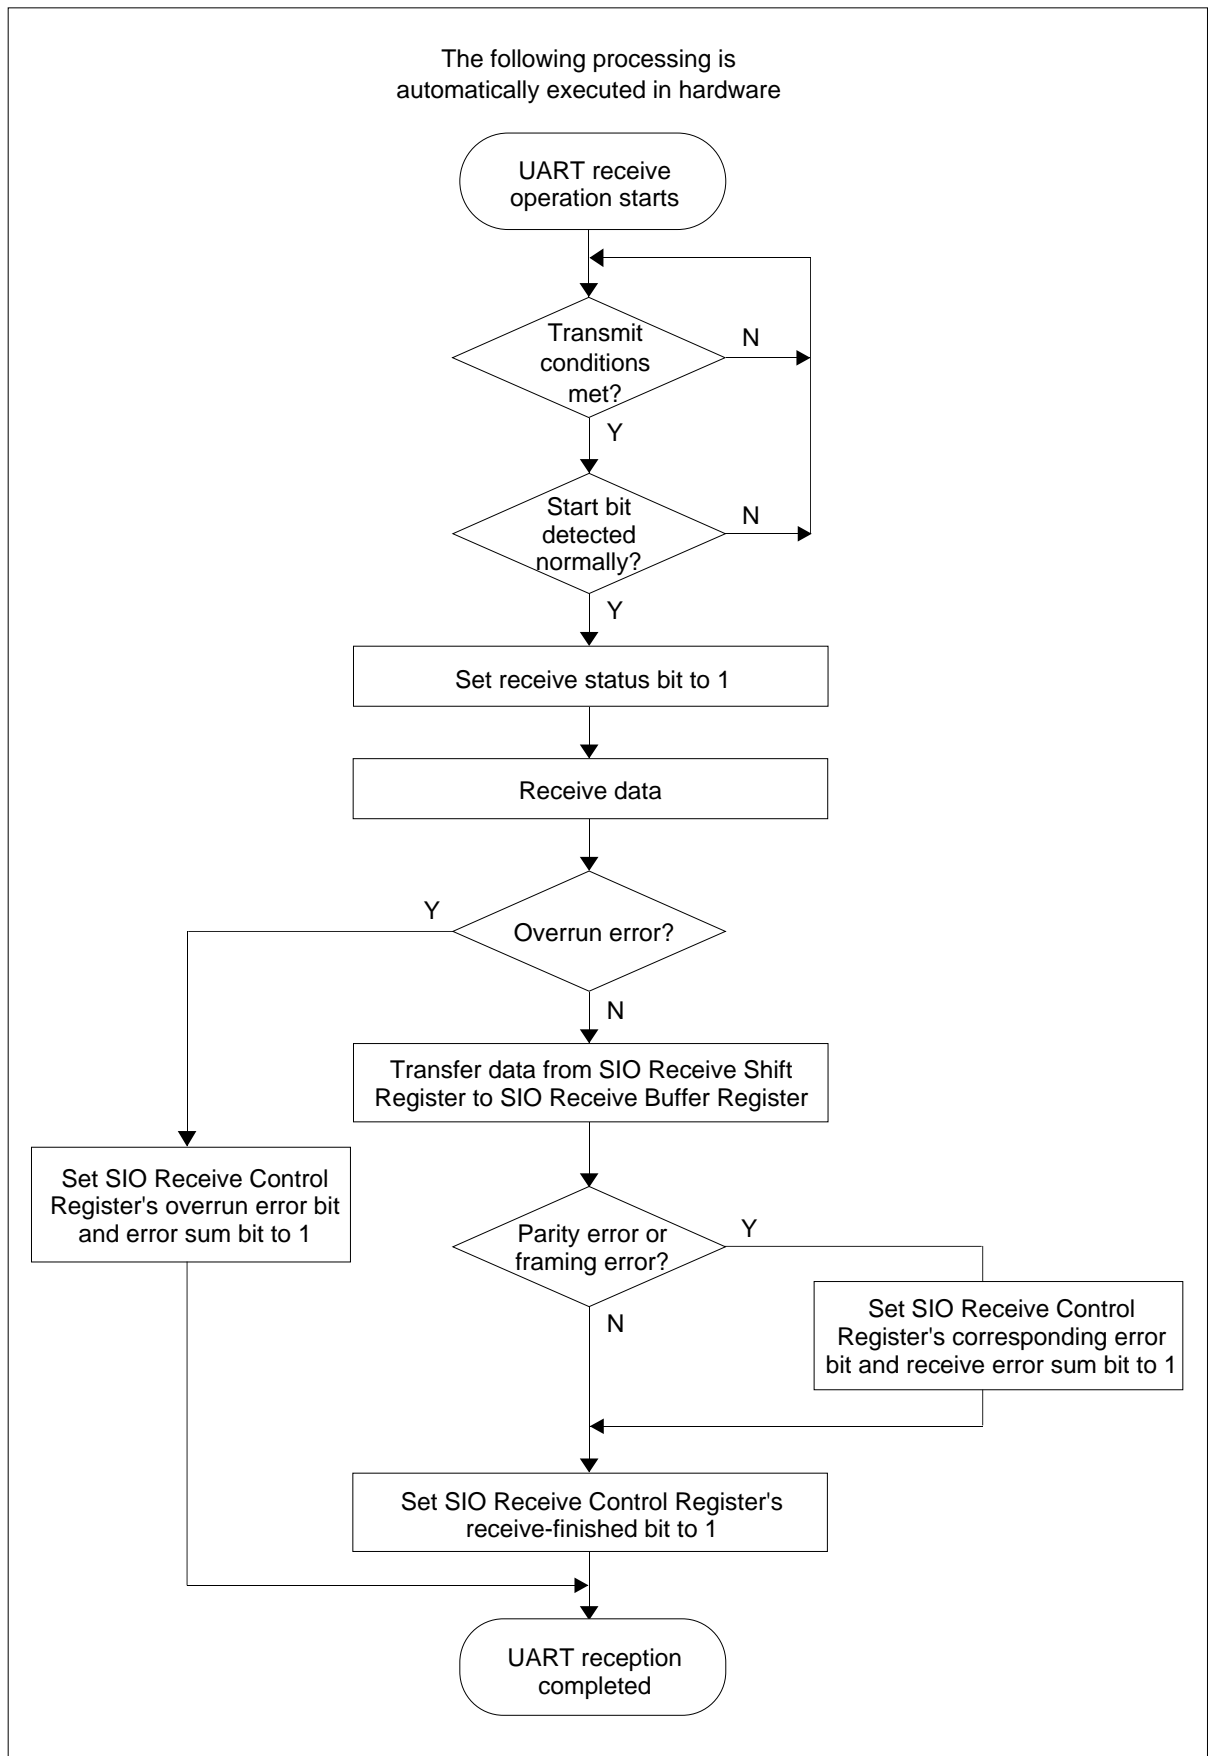 The following processing is
automatically executed in hardware
UART receive
operation starts
Transmit
conditions
met?
N
Y
Start bit
detected
normally?
N
Y
Set receive status bit to 1
Receive data
Y
Overrun error?
N
Transfer data from SIO Receive Shift
Register to SIO Receive Buffer Register
Set SIO Receive Control
Register's overrun error bit
and error sum bit to 1
Parity error or
framing error?
Y
N
Set SIO Receive Control
Register's corresponding error
bit and receive error sum bit to 1
Set SIO Receive Control Register's
receive-finished bit to 1
UART reception
completed